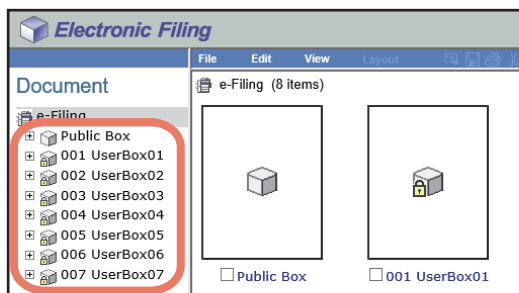 Electronic Filing
File Edit View Layout
Document
e-Filing (8 items)
e-Filing
Public Box
001 UserBox01
002 UserBox02
003 UserBox03
004 UserBox04
005 UserBox05
006 UserBox06
007 UserBox07
Public Box
001 UserBox01